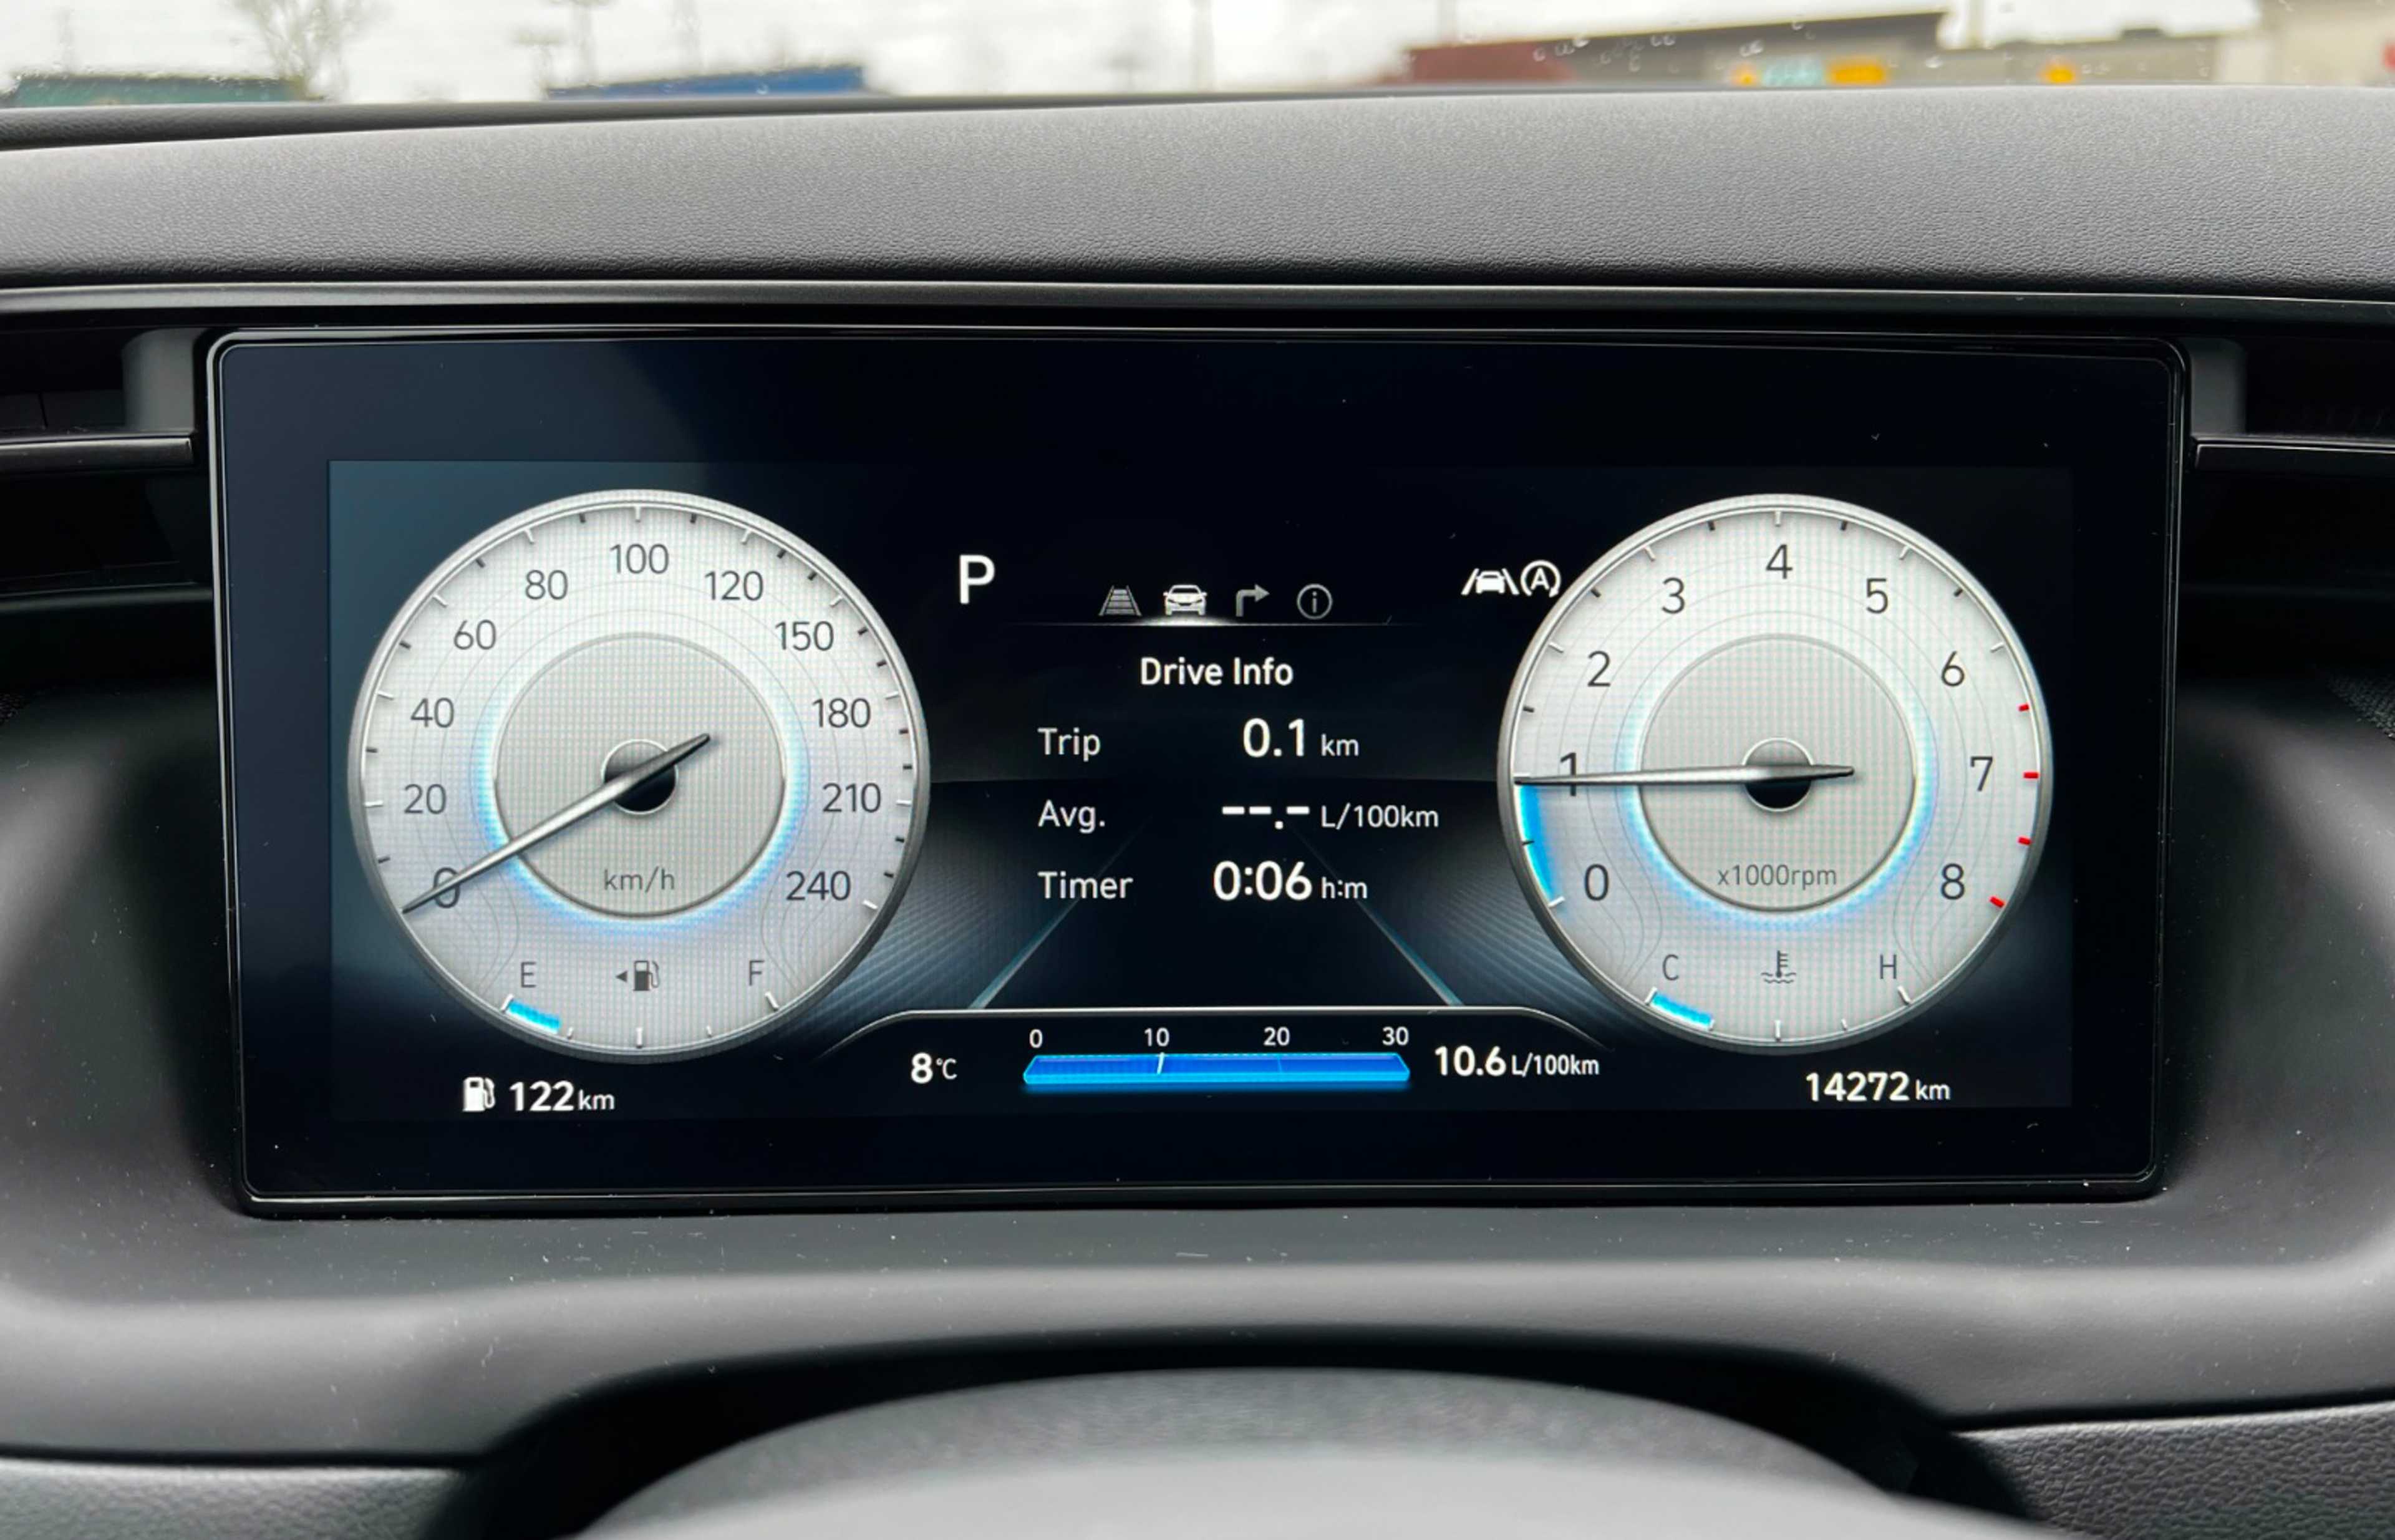 0
20
40
60
80
100
120
150
180
210
240
km/h
E
F
122 km
P
A
i
Drive Info
Trip 0.1 km
Avg. --.- L/100km
Timer 0:06 h:m
0 10 20 30
8°C
10.6 L/100km
0
1
2
3
4
5
6
7
8
x1000rpm
C
H
14272 km